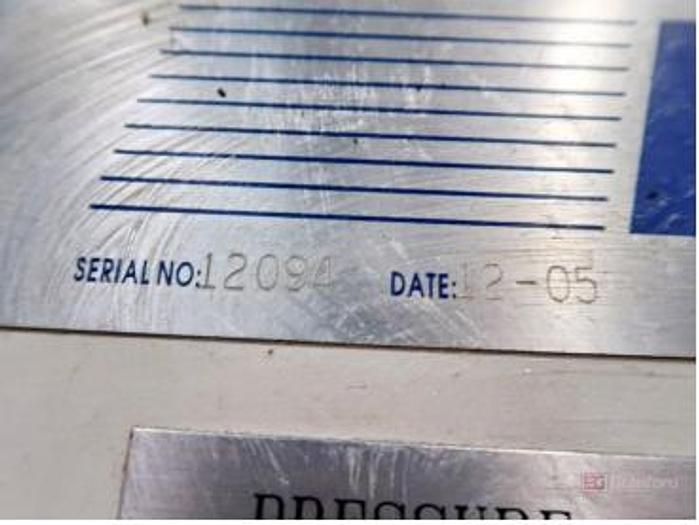 SERIAL NO: 12094 DATE: 12-05
PRESSURE